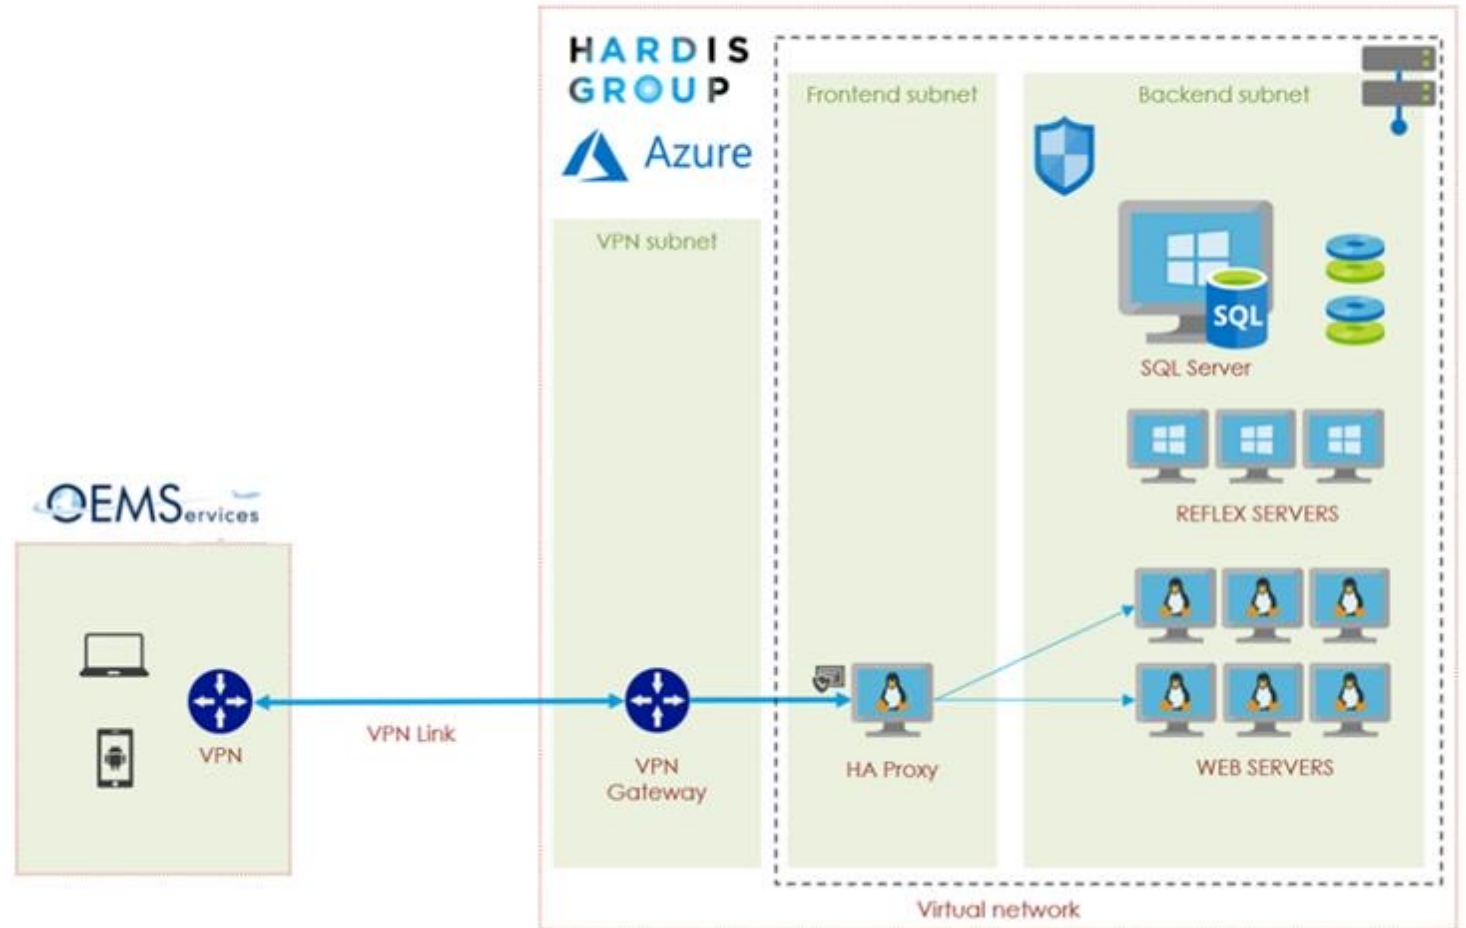 HARDIS
GROUP
Azure
Frontend subnet
Backend subnet
VPN subnet
SQL
SQL Server
REFLEX SERVERS
OEMServices
VPN
VPN Link
VPN
Gateway
HA Proxy
WEB SERVERS
Virtual network